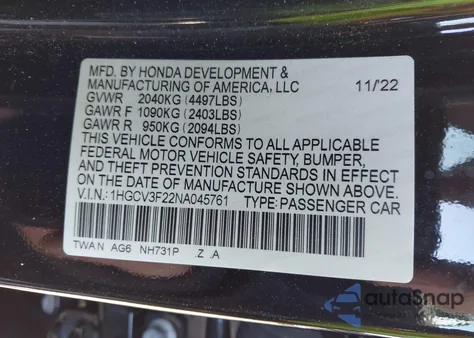 MFD. BY HONDA DEVELOPMENT &
MANUFACTURING OF AMERICA, LLC 11/22
GVWR 2040KG (4497LBS)
GAWR F 1090KG (2403LBS)
GAWR R 950KG (2094LBS)
THIS VEHICLE CONFORMS TO ALL APPLICABLE
FEDERAL MOTOR VEHICLE SAFETY, BUMPER,
AND THEFT PREVENTION STANDARDS IN EFFECT
ON THE DATE OF MANUFACTURE SHOWN ABOVE.
V.I.N.: 1HGCV3F22NA045761 TYPE: PASSENGER CAR
TWA N AG6 NH731P .Z .A
autoSnap